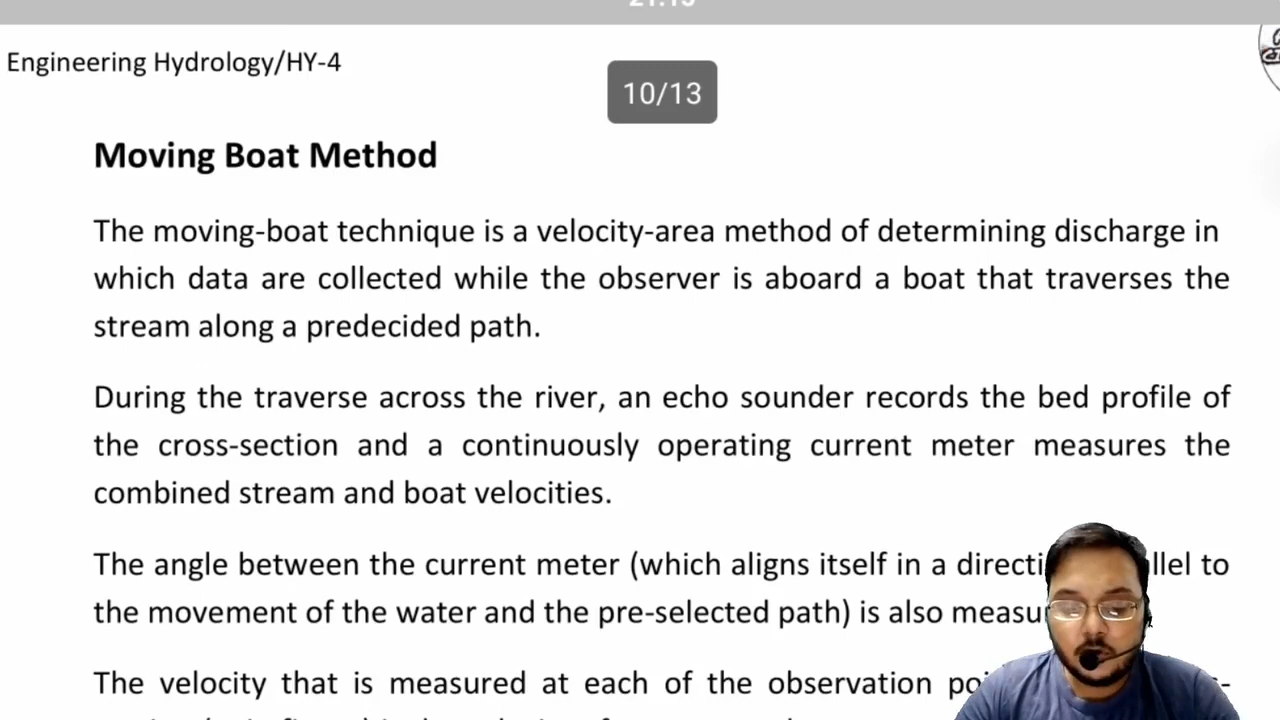 Engineering Hydrology/HY-4
10/13
Moving Boat Method
The moving-boat technique is a velocity-area method of determining discharge in
which data are collected while the observer is aboard a boat that traverses the
stream along a predecided path.
During the traverse across the river, an echo sounder records the bed profile of
the cross-section and a continuously operating current meter measures the
combined stream and boat velocities.
The angle between the current meter (which aligns itself in a to
the movement of the water and the pre-selected path) is also
The velocity that is measured at each of the observation